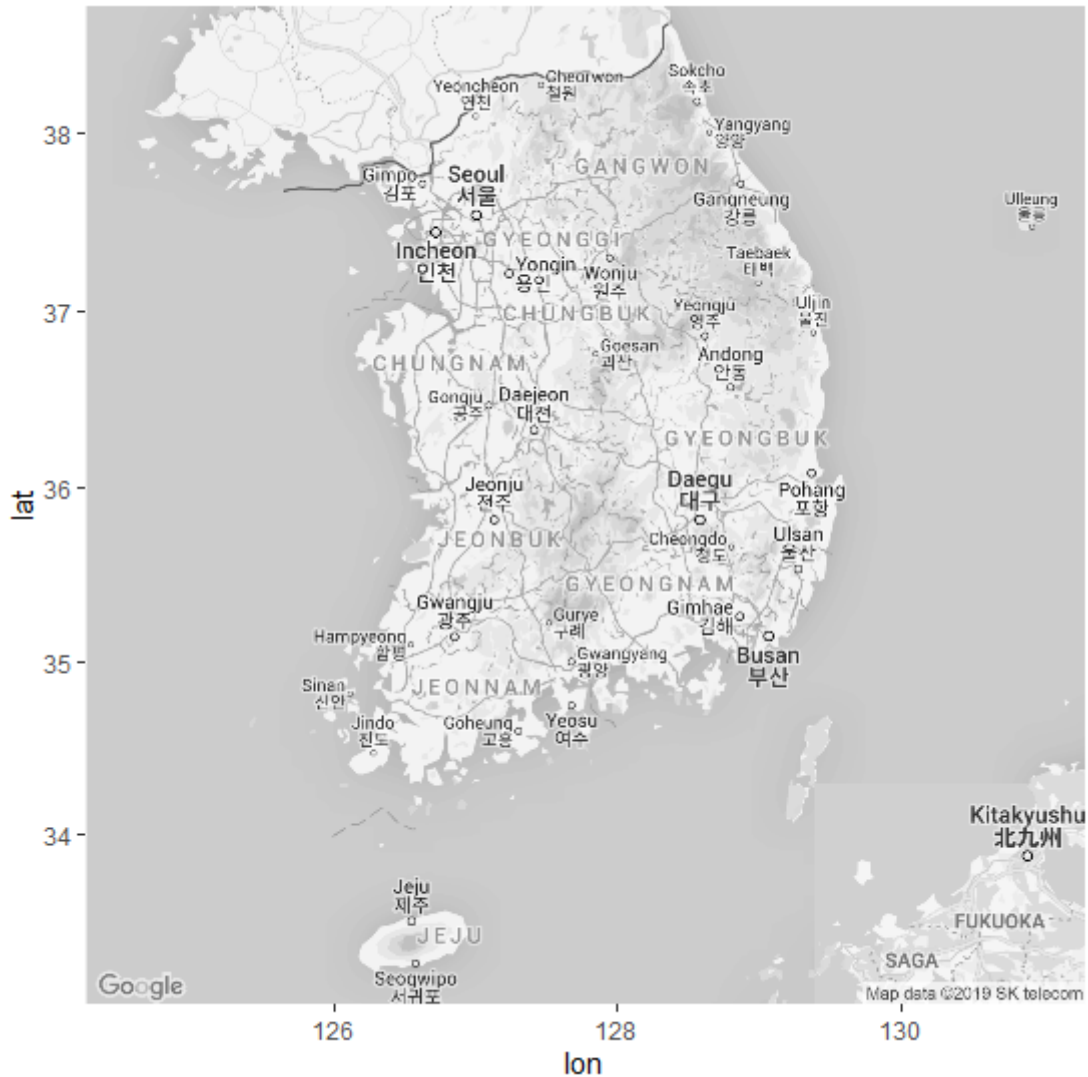 Sokcho
속초
Cheorwon
철원
Yeoncheon
연천
38
Yangyang
양양
GANGWON
Gimpo
김포
Seoul
서울
Gangneung
강릉
Ulleung
Incheon
인천
GYEONGGI
Yongin
용인
Wonju
원주
Taebaek
태백
37
CHUNGBUK
Yeongju
영주
Uljin
울진
Goesan
괴산
Andong
안동
CHUNGNAM
Gongju
공주
Daejeon
대전
GYEONGBUK
lat
36
Jeonju
전주
Daegu
대구
Pohang
포항
JEONBUK
Cheongdo
청도
Ulsan
울산
GYEONGNAM
Gwangju
광주
Gurye
구례
Gimhae
김해
Hampyeong
함평
35
Gwangyang
광양
Busan
부산
Sinan
신안
JEONNAM
Jindo
진도
Goheung
고흥
Yeosu
여수
34
Kitakyushu
北九州
Jeju
제주
JEJU
FUKUOKA
SAGA
Seogwipo
서귀포
Google
Map data ©2019 SK telecom
126
128
130
lon